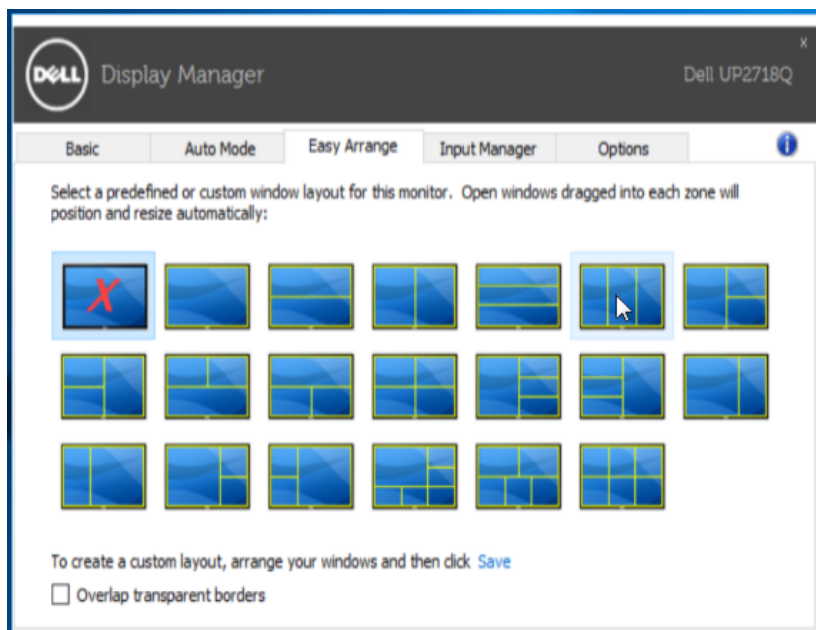 DELL Display Manager
x
Dell UP2718Q
Basic Auto Mode Easy Arrange Input Manager Options i
Select a predefined or custom window layout for this monitor. Open windows dragged into each zone will
position and resize automatically:
X
To create a custom layout, arrange your windows and then click Save
Overlap transparent borders